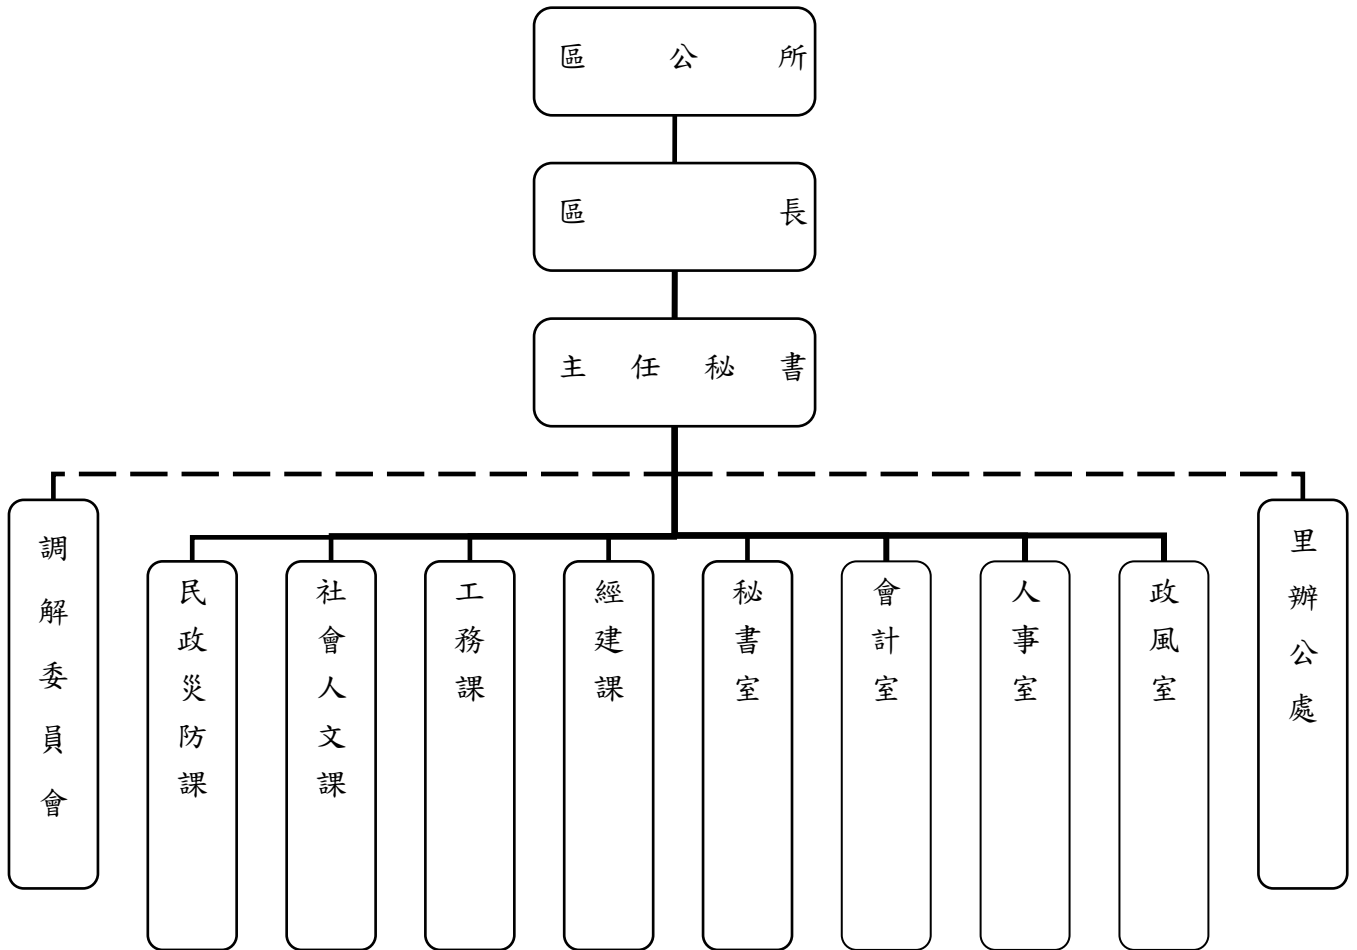 區公所
區長
主任秘書
調解委員會
民政災防課
社會人文課
工務課
經建課
秘書室
會計室
人事室
政風室
里辦公處